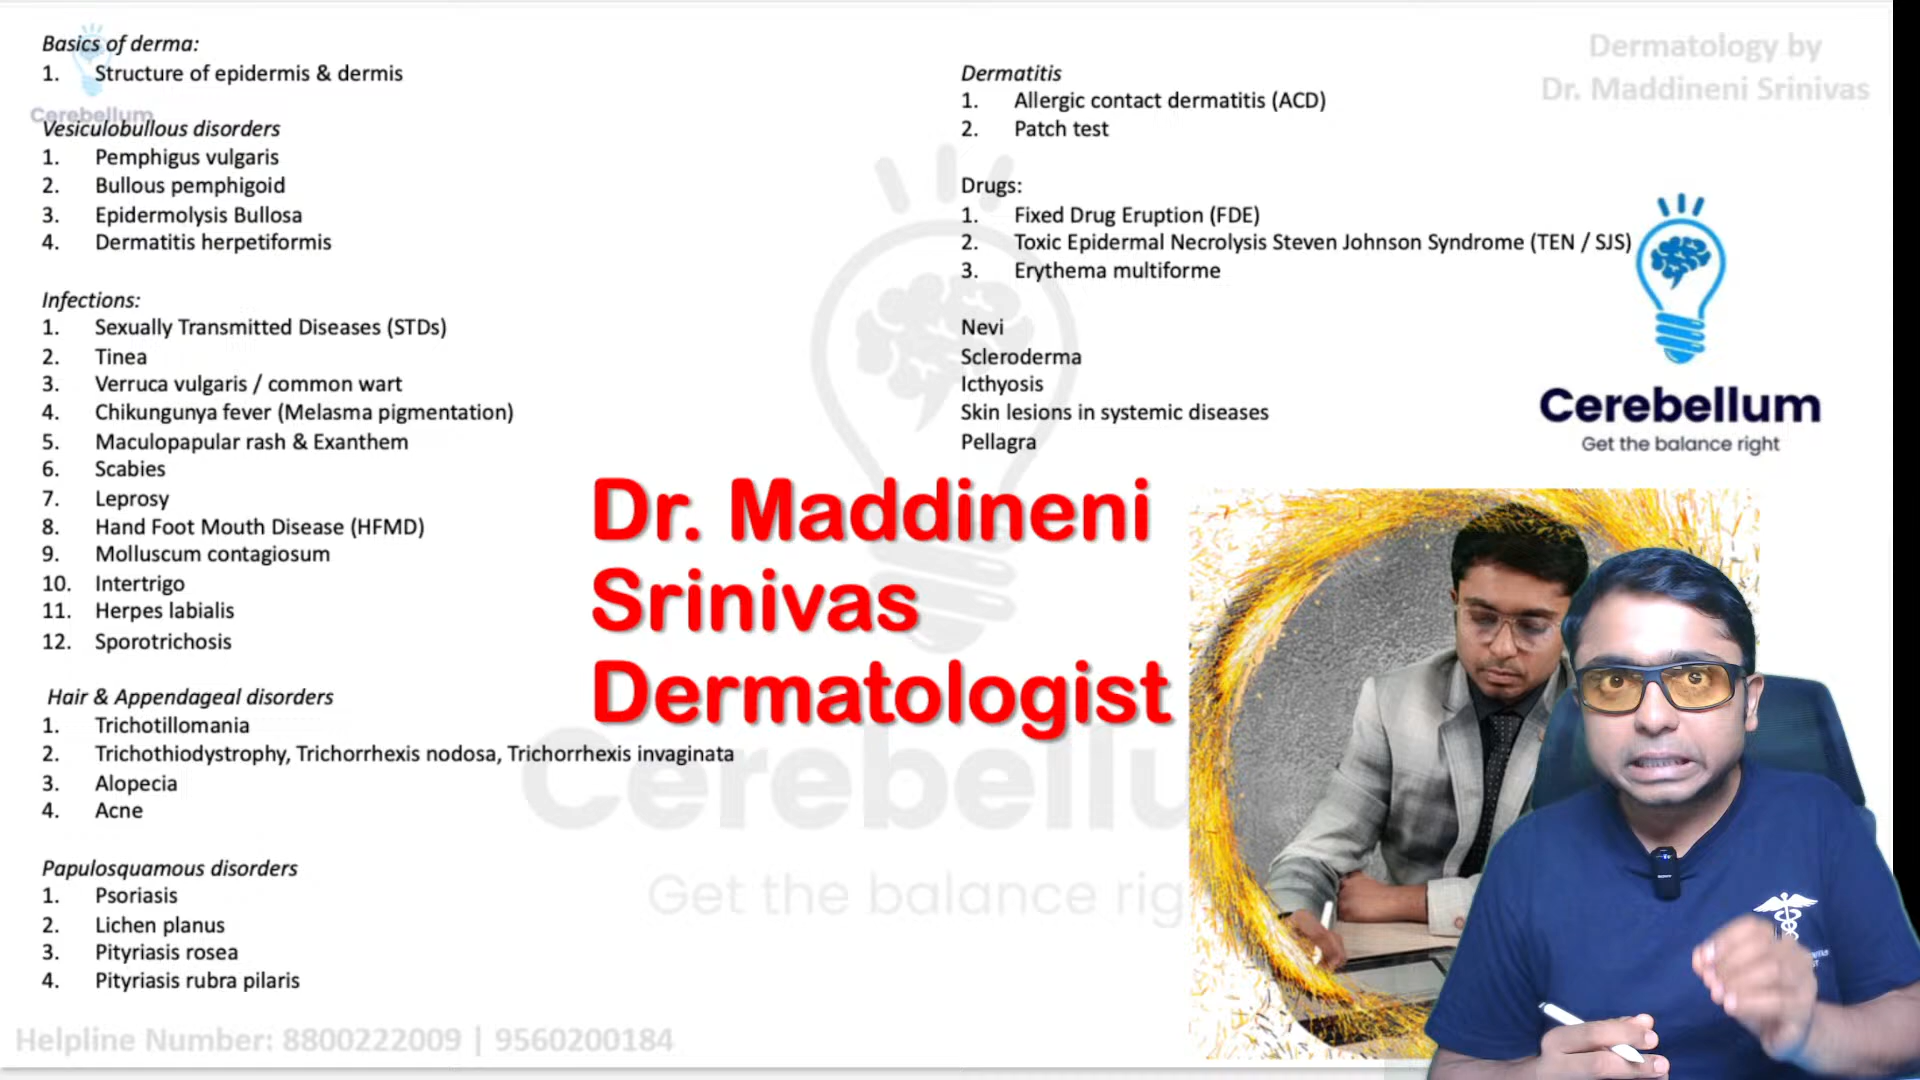 Basics of derma:
1. Structure of epidermis & dermis
Cerebellum
Vesiculobullous disorders
1. Pemphigus vulgaris
2. Bullous pemphigoid
3. Epidermolysis Bullosa
4. Dermatitis herpetiformis
Infections:
1. Sexually Transmitted Diseases (STDs)
2. Tinea
3. Verruca vulgaris / common wart
4. Chikungunya fever (Melasma pigmentation)
5. Maculopapular rash & Exanthem
6. Scabies
7. Leprosy
8. Hand Foot Mouth Disease (HFMD)
9. Molluscum contagiosum
10. Intertrigo
11. Herpes labialis
12. Sporotrichosis
Hair & Appendageal disorders
1. Trichotillomania
2. Trichothiodystrophy, Trichorrhexis nodosa, Trichorrhexis invaginata
3. Alopecia
4. Acne
Papulosquamous disorders
1. Psoriasis
2. Lichen planus
3. Pityriasis rosea
4. Pityriasis rubra pilaris
Helpline Number: 8800222009 | 9560200184
Dermatitis
1. Allergic contact dermatitis (ACD)
2. Patch test
Drugs:
1. Fixed Drug Eruption (FDE)
2. Toxic Epidermal Necrolysis Steven Johnson Syndrome (TEN / SJS)
3. Erythema multiforme
Nevi
Scleroderma
Icthyosis
Skin lesions in systemic diseases
Pellagra
Dermatology by
Dr. Maddineni Srinivas
Cerebellum
Get the balance right
Dr. Maddineni
Srinivas
Dermatologist
Cerebellu
Get the balance rig